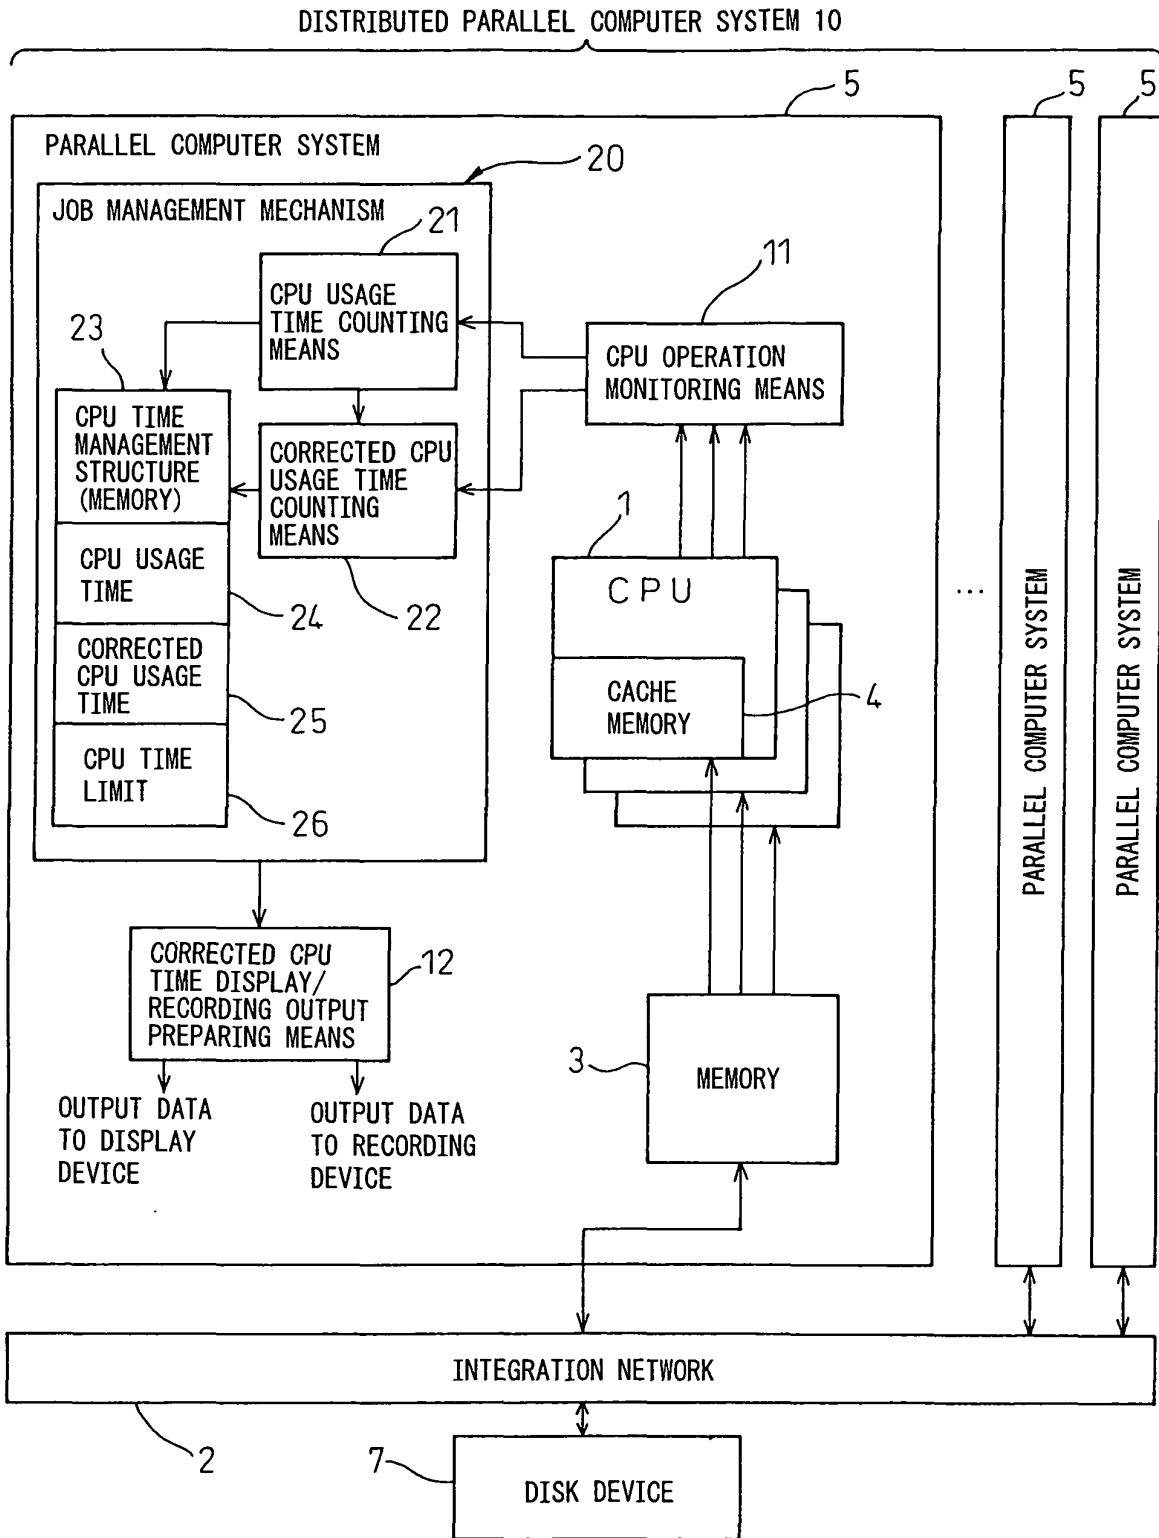 DISTRIBUTED PARALLEL COMPUTER SYSTEM 10
5
5
5
PARALLEL COMPUTER SYSTEM
20
JOB MANAGEMENT MECHANISM
21
CPU USAGE
TIME COUNTING
MEANS
11
CPU OPERATION
MONITORING MEANS
23
CPU TIME
MANAGEMENT
STRUCTURE
(MEMORY)
CORRECTED CPU
USAGE TIME
COUNTING
MEANS
22
CPU USAGE
TIME
24
CORRECTED
CPU USAGE
TIME
25
CPU TIME
LIMIT
26
1
CPU
CACHE
MEMORY
4
...
PARALLEL COMPUTER SYSTEM
PARALLEL COMPUTER SYSTEM
CORRECTED CPU
TIME DISPLAY/
RECORDING OUTPUT
PREPARING MEANS
12
OUTPUT DATA
TO DISPLAY
DEVICE
OUTPUT DATA
TO RECORDING
DEVICE
3
MEMORY
INTEGRATION NETWORK
2
7
DISK DEVICE